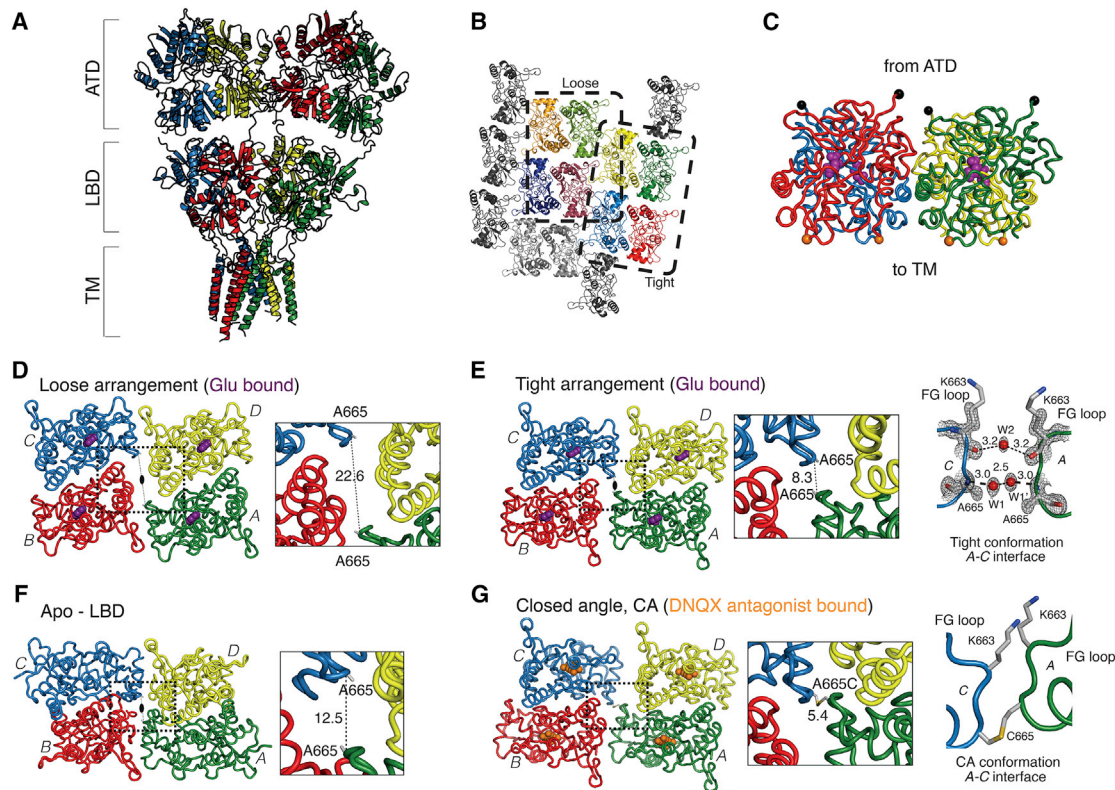 A
ATD
LBD
TM
B
Loose
Tight
C
from ATD
to TM
D
Loose arrangement (Glu bound)
C
D
B
A
A665
22.6
A665
E
Tight arrangement (Glu bound)
C
D
B
A
A665
8.3
A665
K663
FG loop
K663
FG loop
W2
3.2
3.2
C
A
2.5
3.0
3.0
W1
W1'
A665
A665
Tight conformation
A-C interface
F
Apo - LBD
C
D
B
A
A665
12.5
A665
G
Closed angle, CA (DNQX antagonist bound)
C
D
B
A
A665C
5.4
FG loop
K663
K663
A
FG loop
C
C665
CA conformation
A-C interface